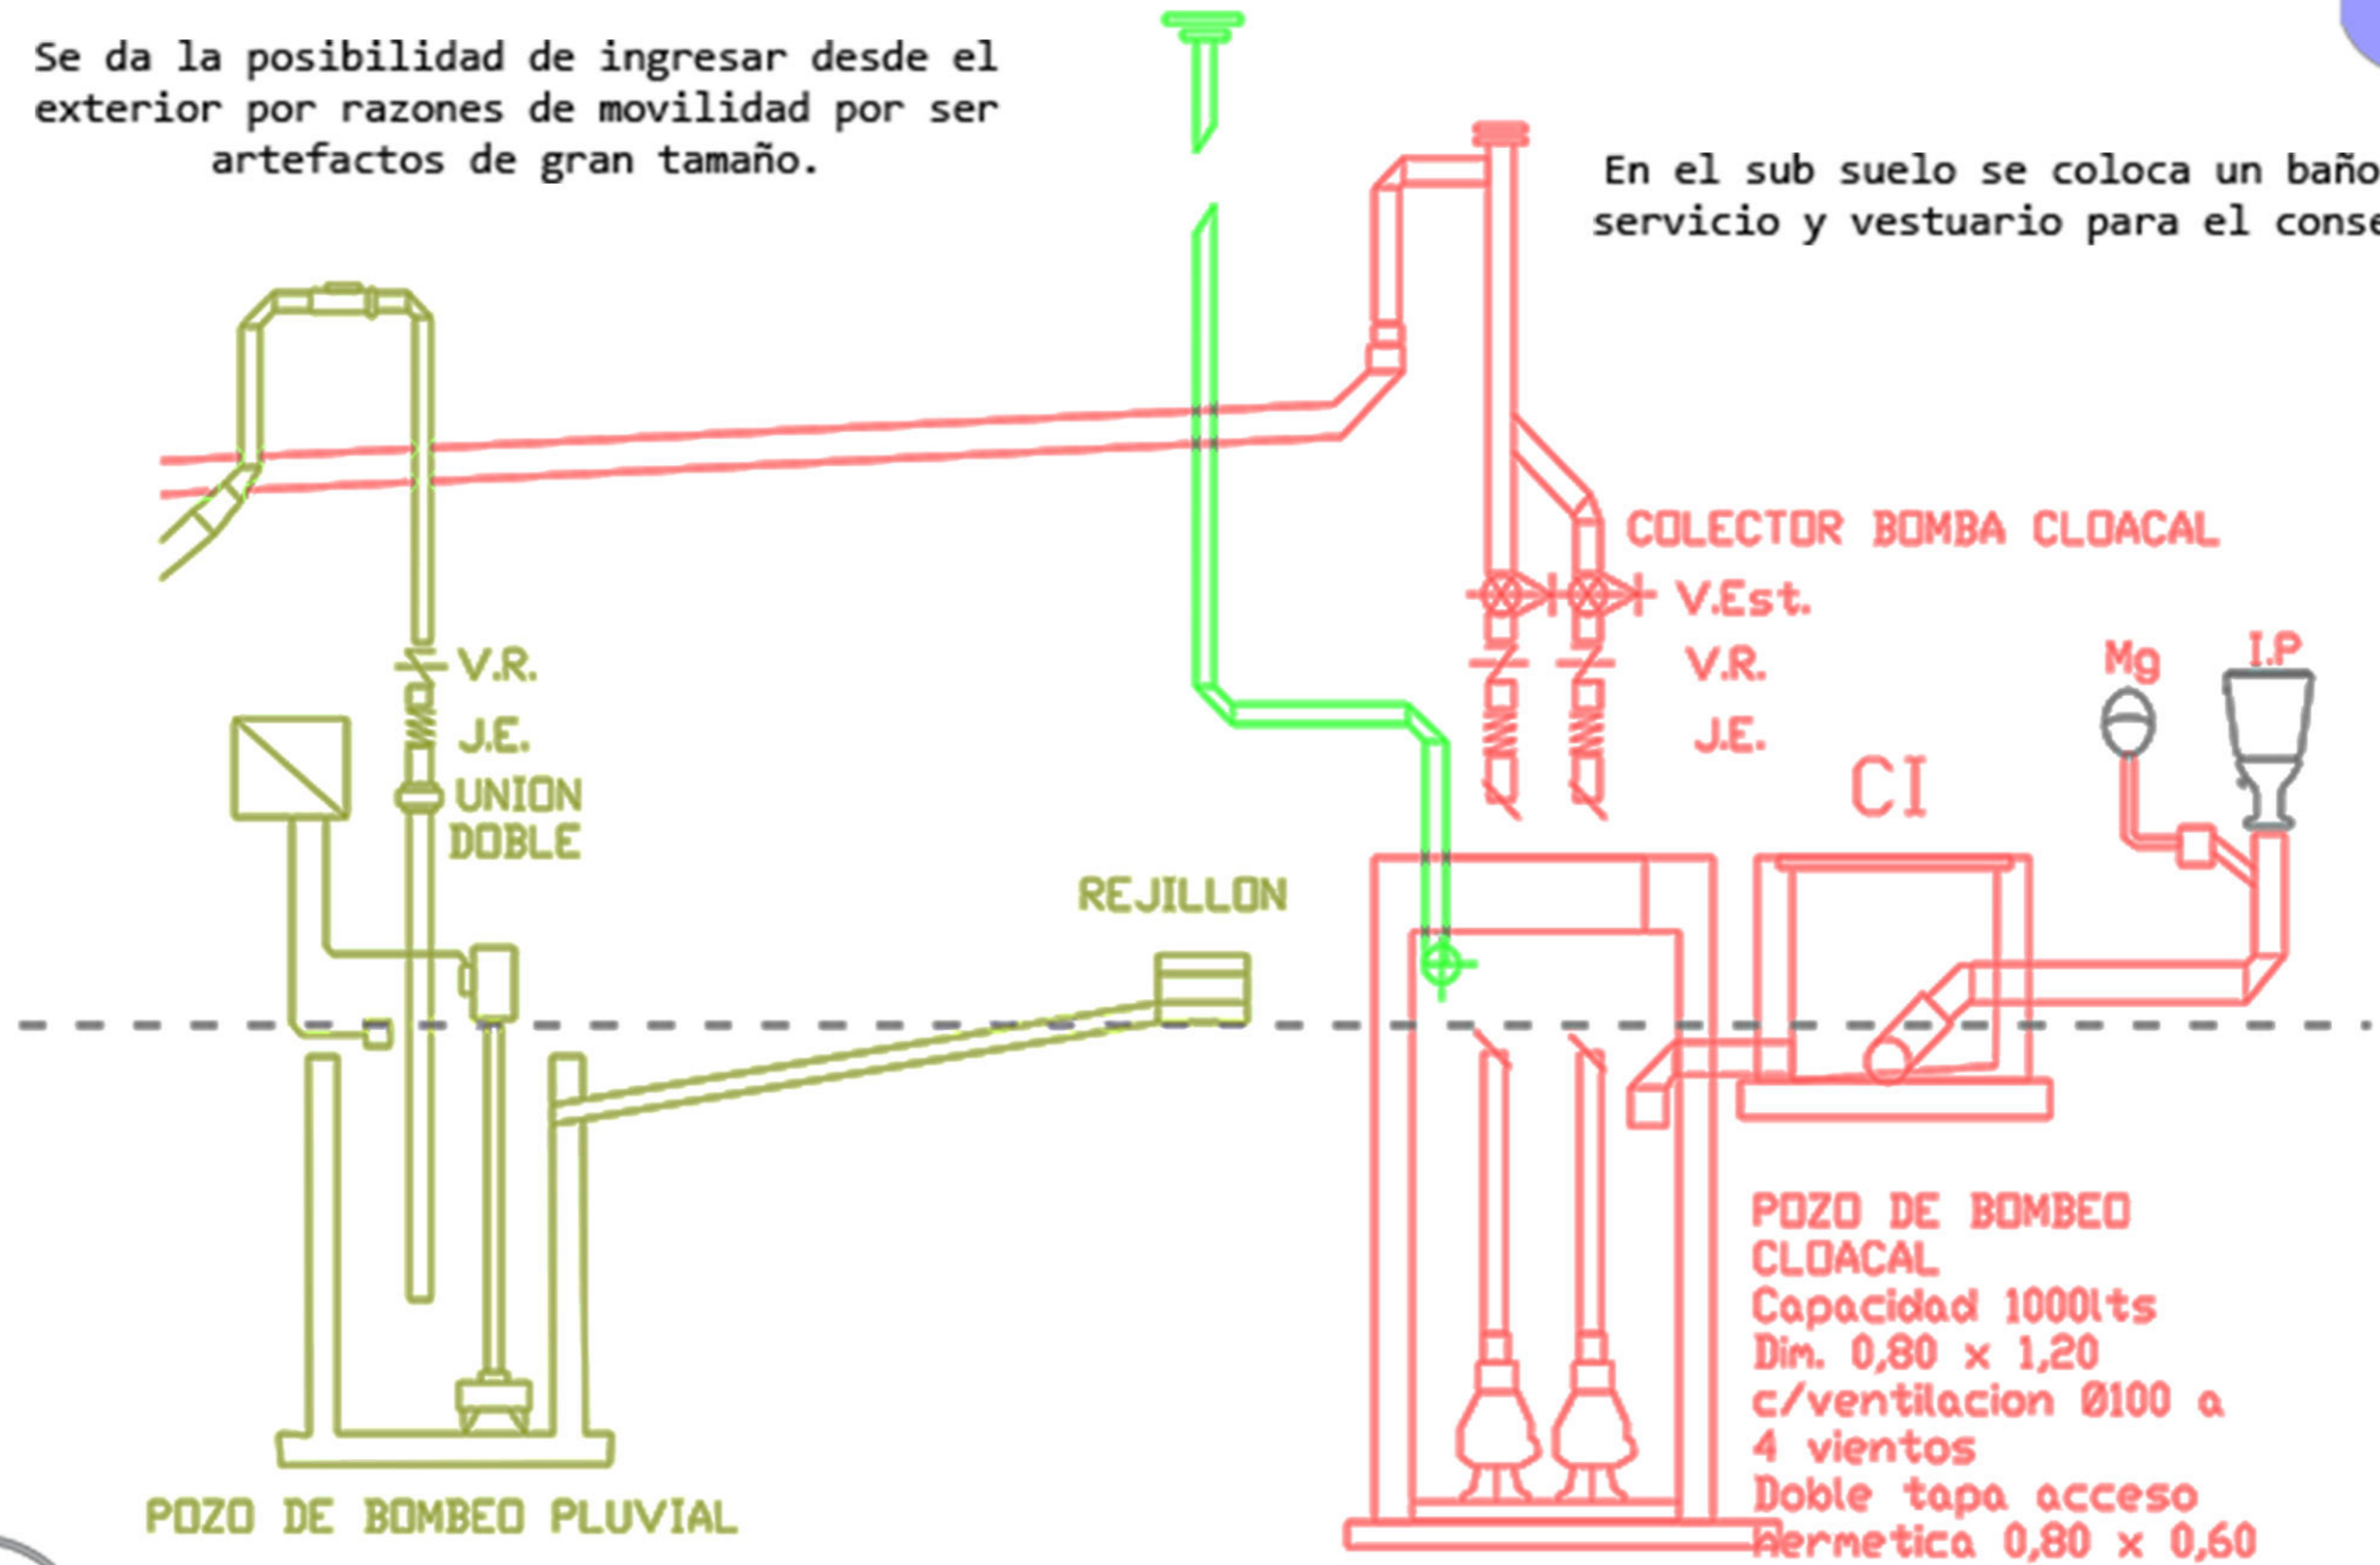 Se da la posibilidad de ingresar desde el
exterior por razones de movilidad por ser
artefactos de gran tamaño.
En el sub suelo se coloca un baño
servicio y vestuario para el conse
COLECTOR BOMBA CLOACAL
V.Est.
V.R.
J.E.
V.R.
J.E.
UNION
DOBLE
REJILLON
Mg
I.P
CI
POZO DE BOMBEO
CLOACAL
Capacidad 1000lts
Dim. 0,80 x 1,20
c/ventilacion Ø100 a
4 vientos
Doble tapa acceso
hermetica 0,80 x 0,60
POZO DE BOMBEO PLUVIAL